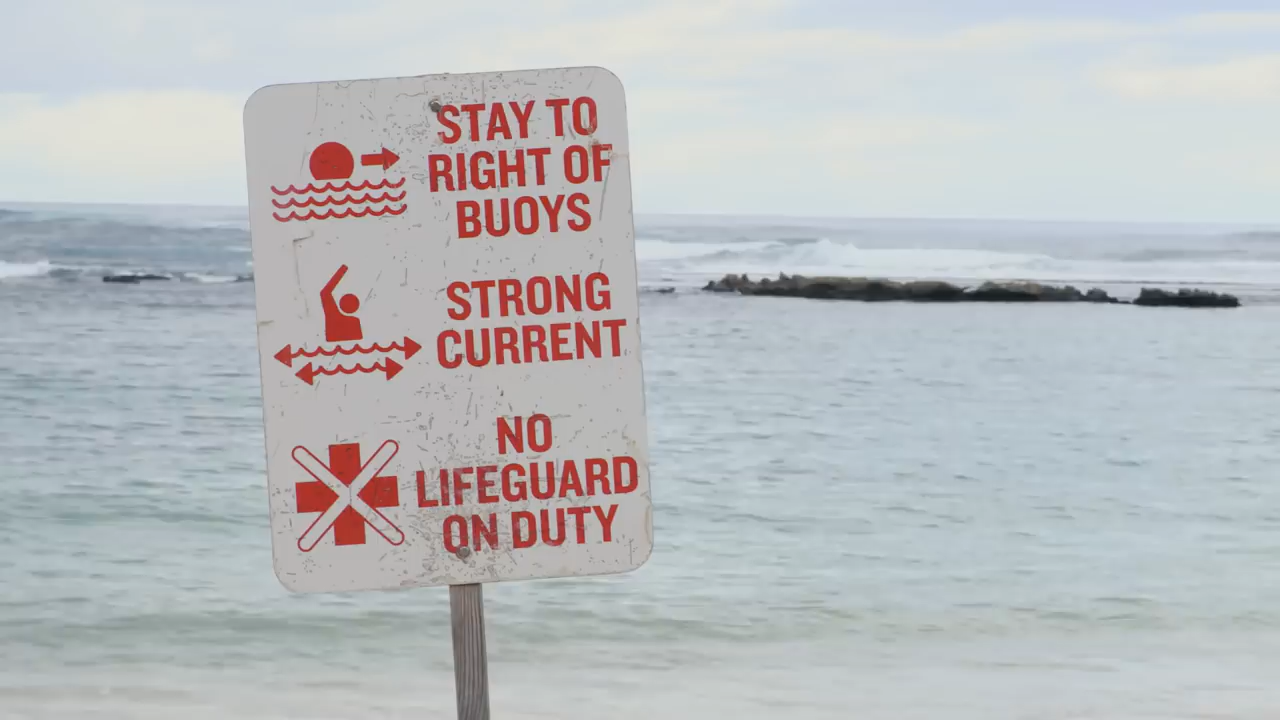 STAY TO
RIGHT OF
BUOYS
STRONG
CURRENT
NO
LIFEGUARD
ON DUTY